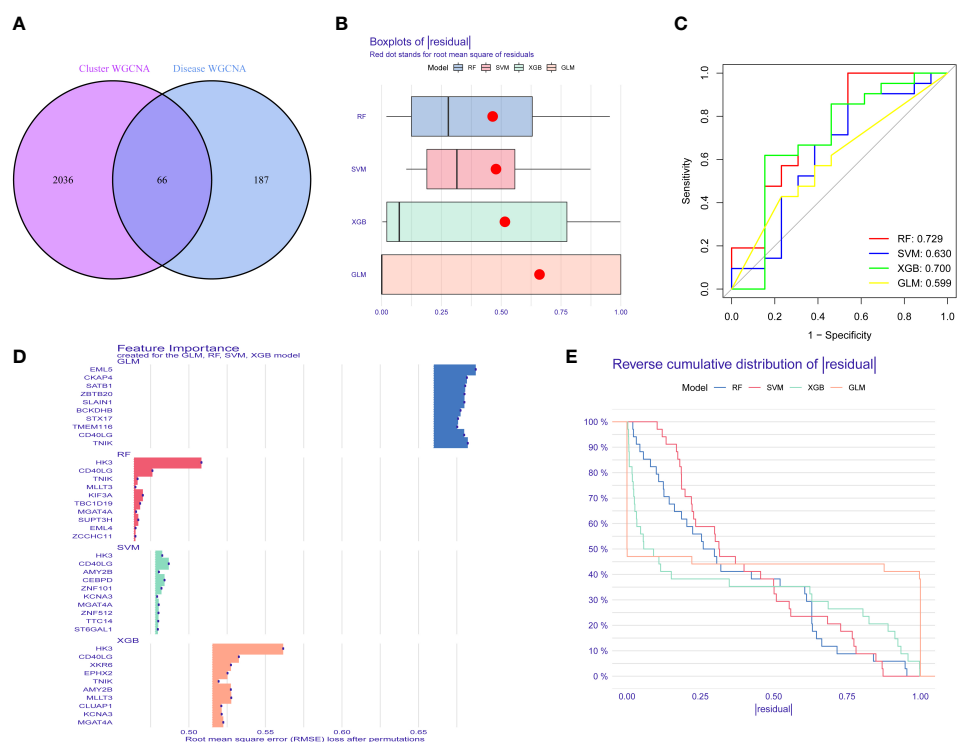 A
Cluster WGCNA
Disease WGCNA
2036
66
187
B
Boxplots of |residual|
Red dot stands for root mean square of residuals
Model RF SVM XGB GLM
RF
SVM
XGB
GLM
0.00 0.25 0.50 0.75 1.00
C
Sensitivity
1.0
0.8
0.6
0.4
0.2
0.0
RF: 0.729
SVM: 0.630
XGB: 0.700
GLM: 0.599
0.0 0.2 0.4 0.6 0.8 1.0
1 − Specificity
D
Feature Importance
created for the GLM, RF, SVM, XGB model
GLM
EML5
CKAP4
SATB1
ZBTB20
SLAIN1
BCKDHB
STX17
TMEM116
CD40LG
TNIK
RF
HK3
CD40LG
TNIK
MLLT3
KIF3A
TBC1D19
MGAT4A
SUPT3H
EML4
ZCCHC11
SVM
HK3
CD40LG
AMY2B
CEBPD
ZNF101
KCNA3
MGAT4A
ZNF512
TTC14
ST6GAL1
XGB
HK3
CD40LG
XKR6
EPHX2
TNIK
AMY2B
MLLT3
CLUAP1
KCNA3
MGAT4A
0.50 0.55 0.60 0.65
Root mean square error (RMSE) loss after permutations
E
Reverse cumulative distribution of |residual|
Model RF SVM XGB GLM
100 %
90 %
80 %
70 %
60 %
50 %
40 %
30 %
20 %
10 %
0 %
0.00 0.25 0.50 0.75 1.00
|residual|